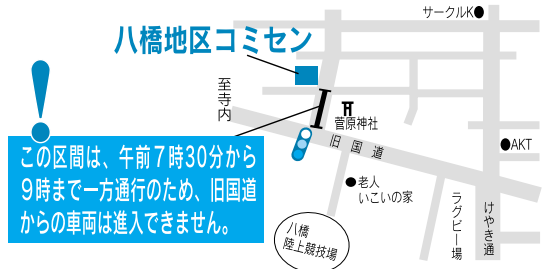 サークルK
八橋地区コミセン
至寺内
菅原神社
旧国道
AKT
この区間は、午前７時30分から
９時まで一方通行のため、旧国道
からの車両は進入できません。
老人
いこいの家
ラグビー場
けやき通
八橋
陸上競技場